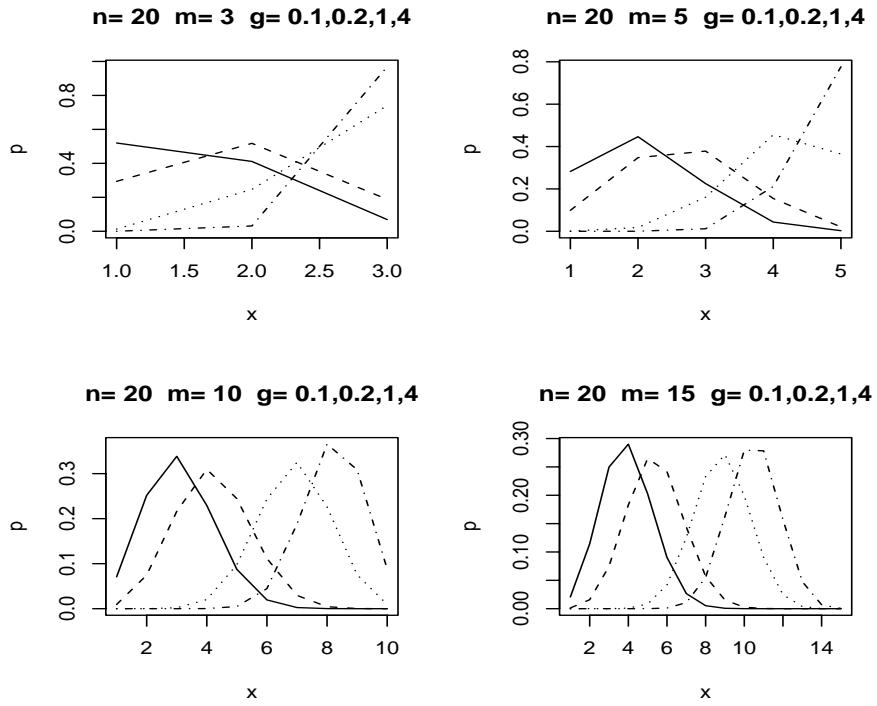 n= 20 m= 3 g= 0.1,0.2,1,4
p
0.8
0.4
0.0
1.0 1.5 2.0 2.5 3.0
x
n= 20 m= 5 g= 0.1,0.2,1,4
p
0.8
0.6
0.4
0.2
0.0
1 2 3 4 5
x
n= 20 m= 10 g= 0.1,0.2,1,4
p
0.3
0.2
0.1
0.0
2 4 6 8 10
x
n= 20 m= 15 g= 0.1,0.2,1,4
p
0.30
0.20
0.10
0.00
2 4 6 8 10 14
x